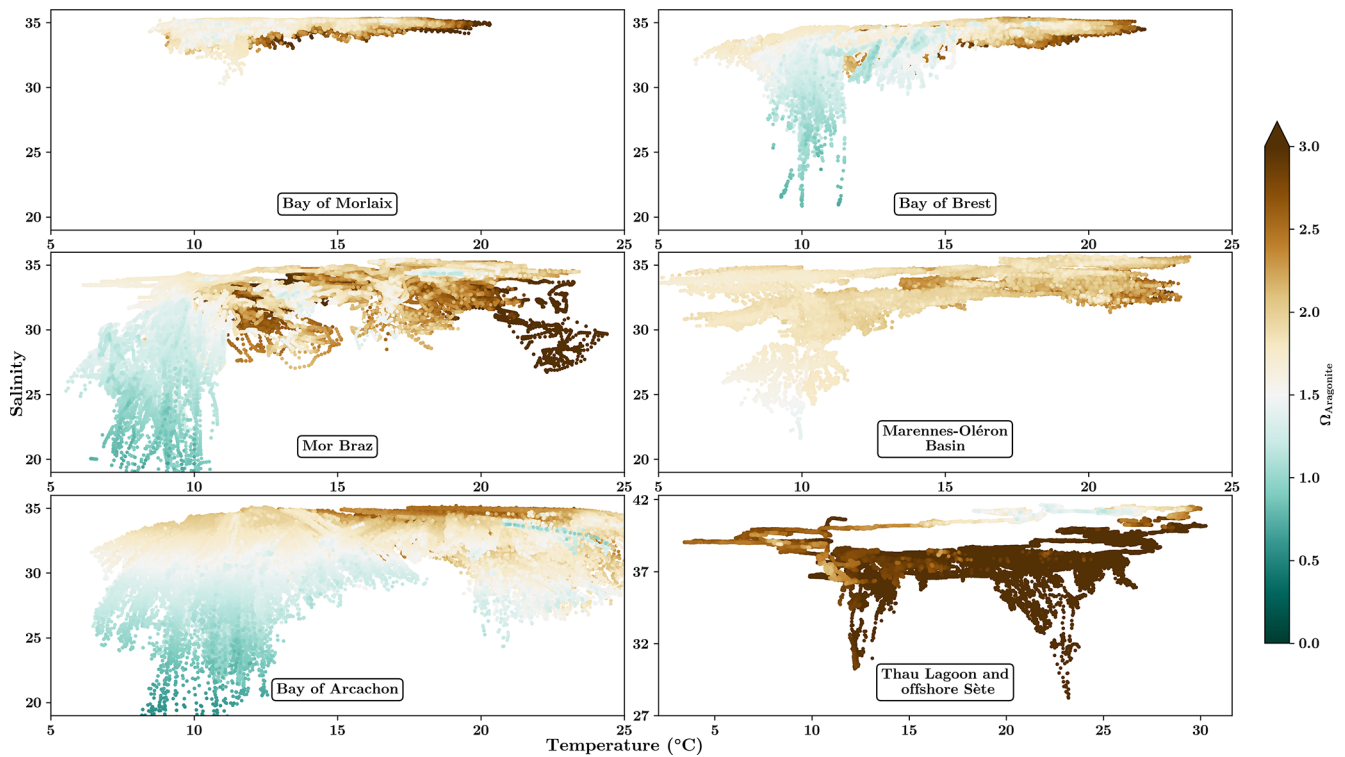 35
30
25
20
5 10 15 20 25
Bay of Morlaix
35
30
25
20
5 10 15 20 25
Bay of Brest
35
30
25
20
5 10 15 20 25
Mor Braz
35
30
25
20
5 10 15 20 25
Marennes-Oléron
Basin
35
30
25
20
5 10 15 20 25
Bay of Arcachon
42
37
32
27
5 10 15 20 25 30
Thau Lagoon and
offshore Sète
Salinity
Temperature (°C)
3.0
2.5
2.0
1.5
1.0
0.5
0.0
Ω Aragonite